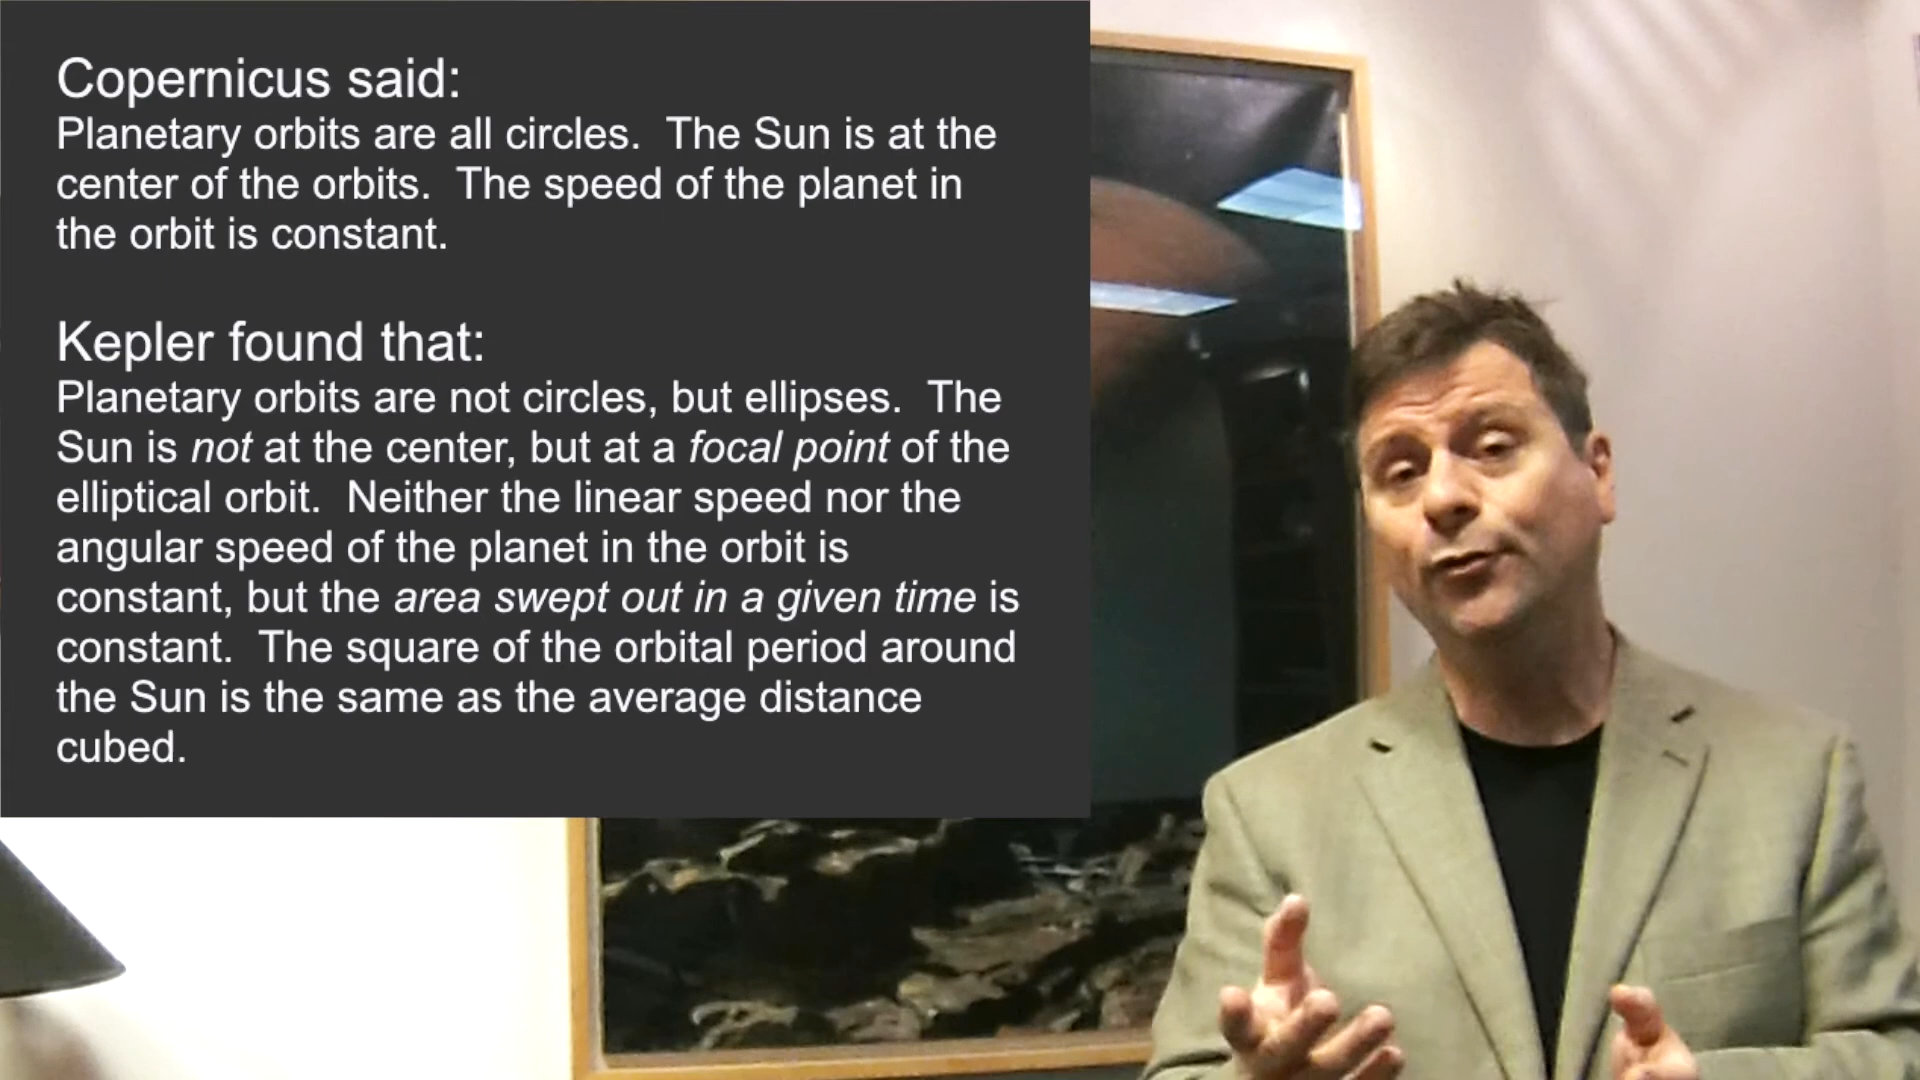 Copernicus said:
Planetary orbits are all circles.  The Sun is at the
center of the orbits.  The speed of the planet in
the orbit is constant.
Kepler found that:
Planetary orbits are not circles, but ellipses.  The
Sun is not at the center, but at a focal point of the
elliptical orbit.  Neither the linear speed nor the
angular speed of the planet in the orbit is
constant, but the area swept out in a given time is
constant.  The square of the orbital period around
the Sun is the same as the average distance
cubed.